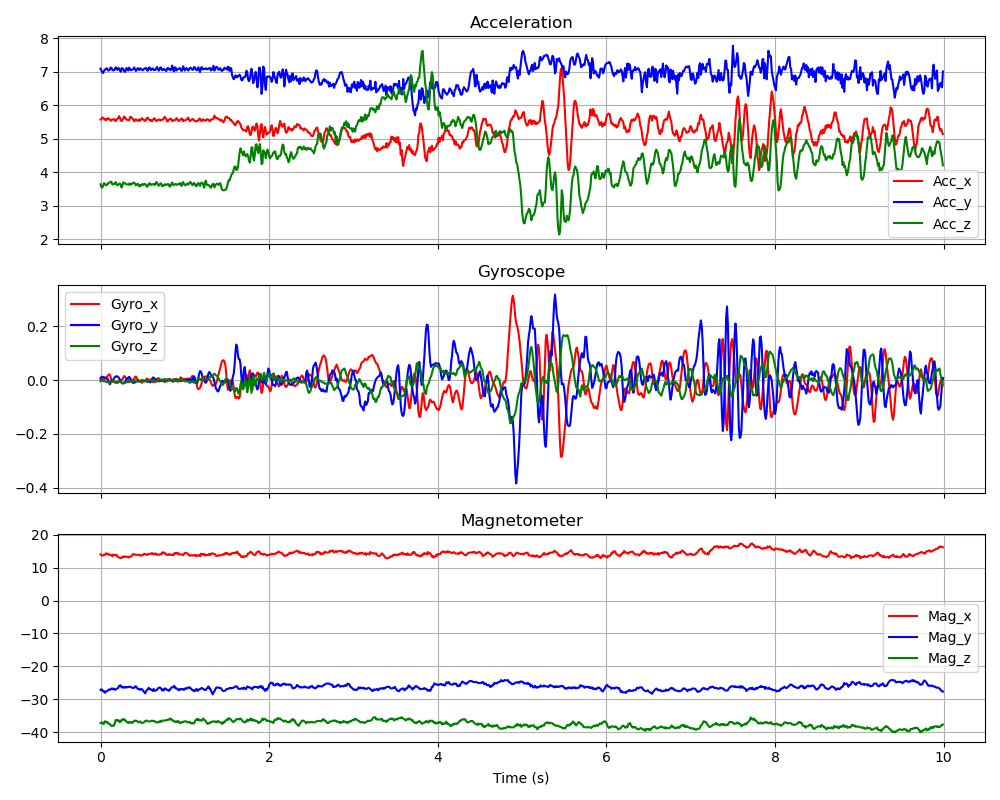 Acceleration
8
7
6
5
4
3
2
Acc_x
Acc_y
Acc_z
Gyroscope
0.2
0.0
−0.2
−0.4
Gyro_x
Gyro_y
Gyro_z
Magnetometer
20
10
0
−10
−20
−30
−40
Mag_x
Mag_y
Mag_z
0 2 4 6 8 10
Time (s)